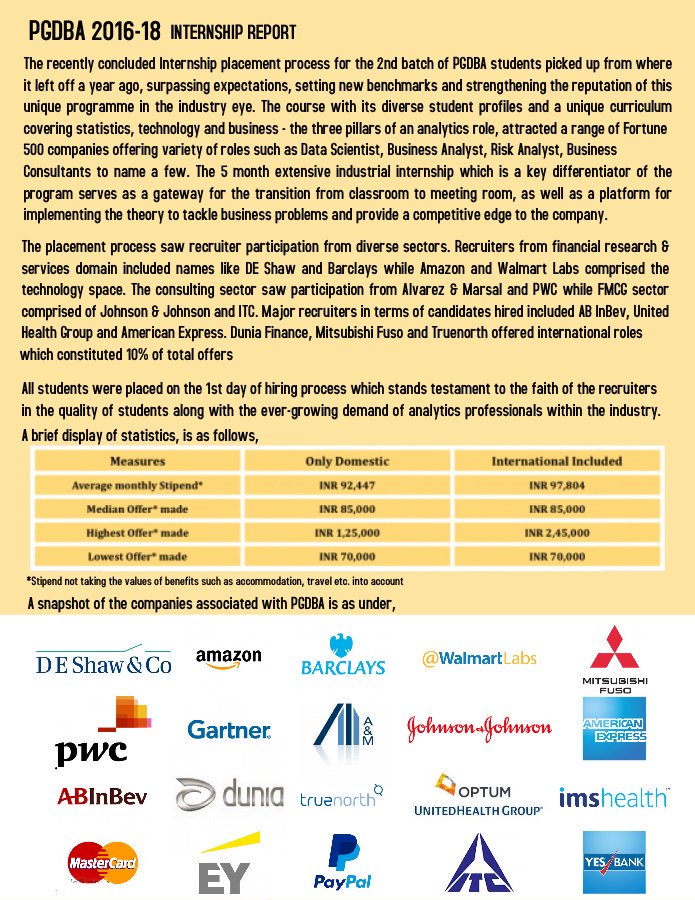 PGDBA 2016-18 INTERNSHIP REPORT
The recently concluded Internship placement process for the 2nd batch of PGDBA students picked up from where
it left off a year ago, surpassing expectations, setting new benchmarks and strengthening the reputation of this
unique programme in the industry eye. The course with its diverse student profiles and a unique curriculum
covering statistics, technology and business - the three pillars of an analytics role, attracted a range of Fortune
500 companies offering variety of roles such as Data Scientist, Business Analyst, Risk Analyst, Business
Consultants to name a few. The 5 month extensive industrial internship which is a key differentiator of the
program serves as a gateway for the transition from classroom to meeting room, as well as a platform for
implementing the theory to tackle business problems and provide a competitive edge to the company.
The placement process saw recruiter participation from diverse sectors. Recruiters from financial research &
services domain included names like DE Shaw and Barclays while Amazon and Walmart Labs comprised the
technology space. The consulting sector saw participation from Alvarez & Marsal and PWC while FMCG sector
comprised of Johnson & Johnson and ITC. Major recruiters in terms of candidates hired included AB InBev, United
Health Group and American Express. Dunia Finance, Mitsubishi Fuso and Truenorth offered international roles
which constituted 10% of total offers
All students were placed on the 1st day of hiring process which stands testament to the faith of the recruiters
in the quality of students along with the ever-growing demand of analytics professionals within the industry.
A brief display of statistics, is as follows,
Measures Only Domestic International Included
Average monthly Stipend* INR 92,447 INR 97,804
Median Offer* made INR 85,000 INR 85,000
Highest Offer* made INR 1,25,000 INR 2,45,000
Lowest Offer* made INR 70,000 INR 70,000
*Stipend not taking the values of benefits such as accommodation, travel etc. into account
A snapshot of the companies associated with PGDBA is as under,
DE Shaw & Co amazon BARCLAYS @WalmartLabs MITSUBISHI
FUSO
pwc Gartner A&M Johnson & Johnson AMERICAN
EXPRESS
ABInBev dunia truenorth OPTUM imshealth
UNITEDHEALTH GROUP
MasterCard EY PayPal ITC YES BANK